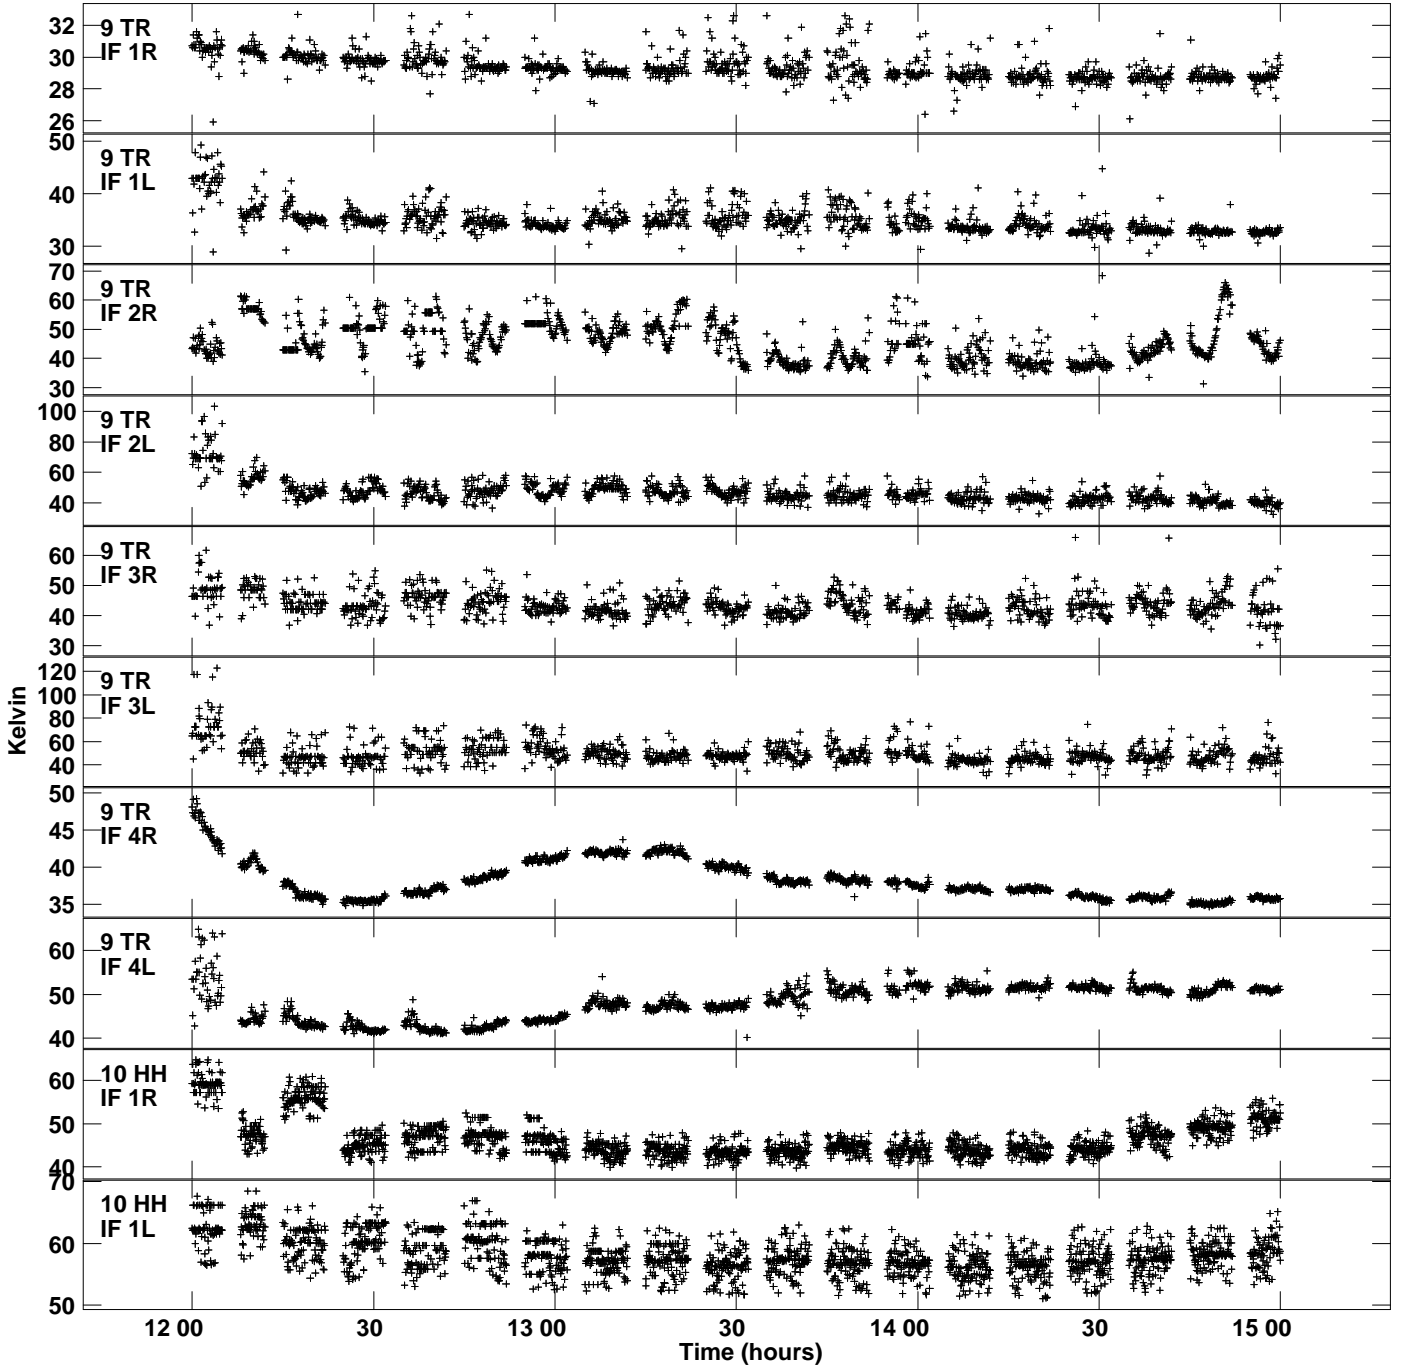 9 TR
IF 1R
32
30
28
26
9 TR
IF 1L
50
40
30
9 TR
IF 2R
70
60
50
40
30
9 TR
IF 2L
100
80
60
40
9 TR
IF 3R
60
50
40
30
9 TR
IF 3L
120
100
80
60
40
Kelvin
9 TR
IF 4R
50
45
40
35
9 TR
IF 4L
60
50
40
10 HH
IF 1R
60
50
40
10 HH
IF 1L
70
60
50
12 00 30 13 00 30 14 00 30 15 00
Time (hours)